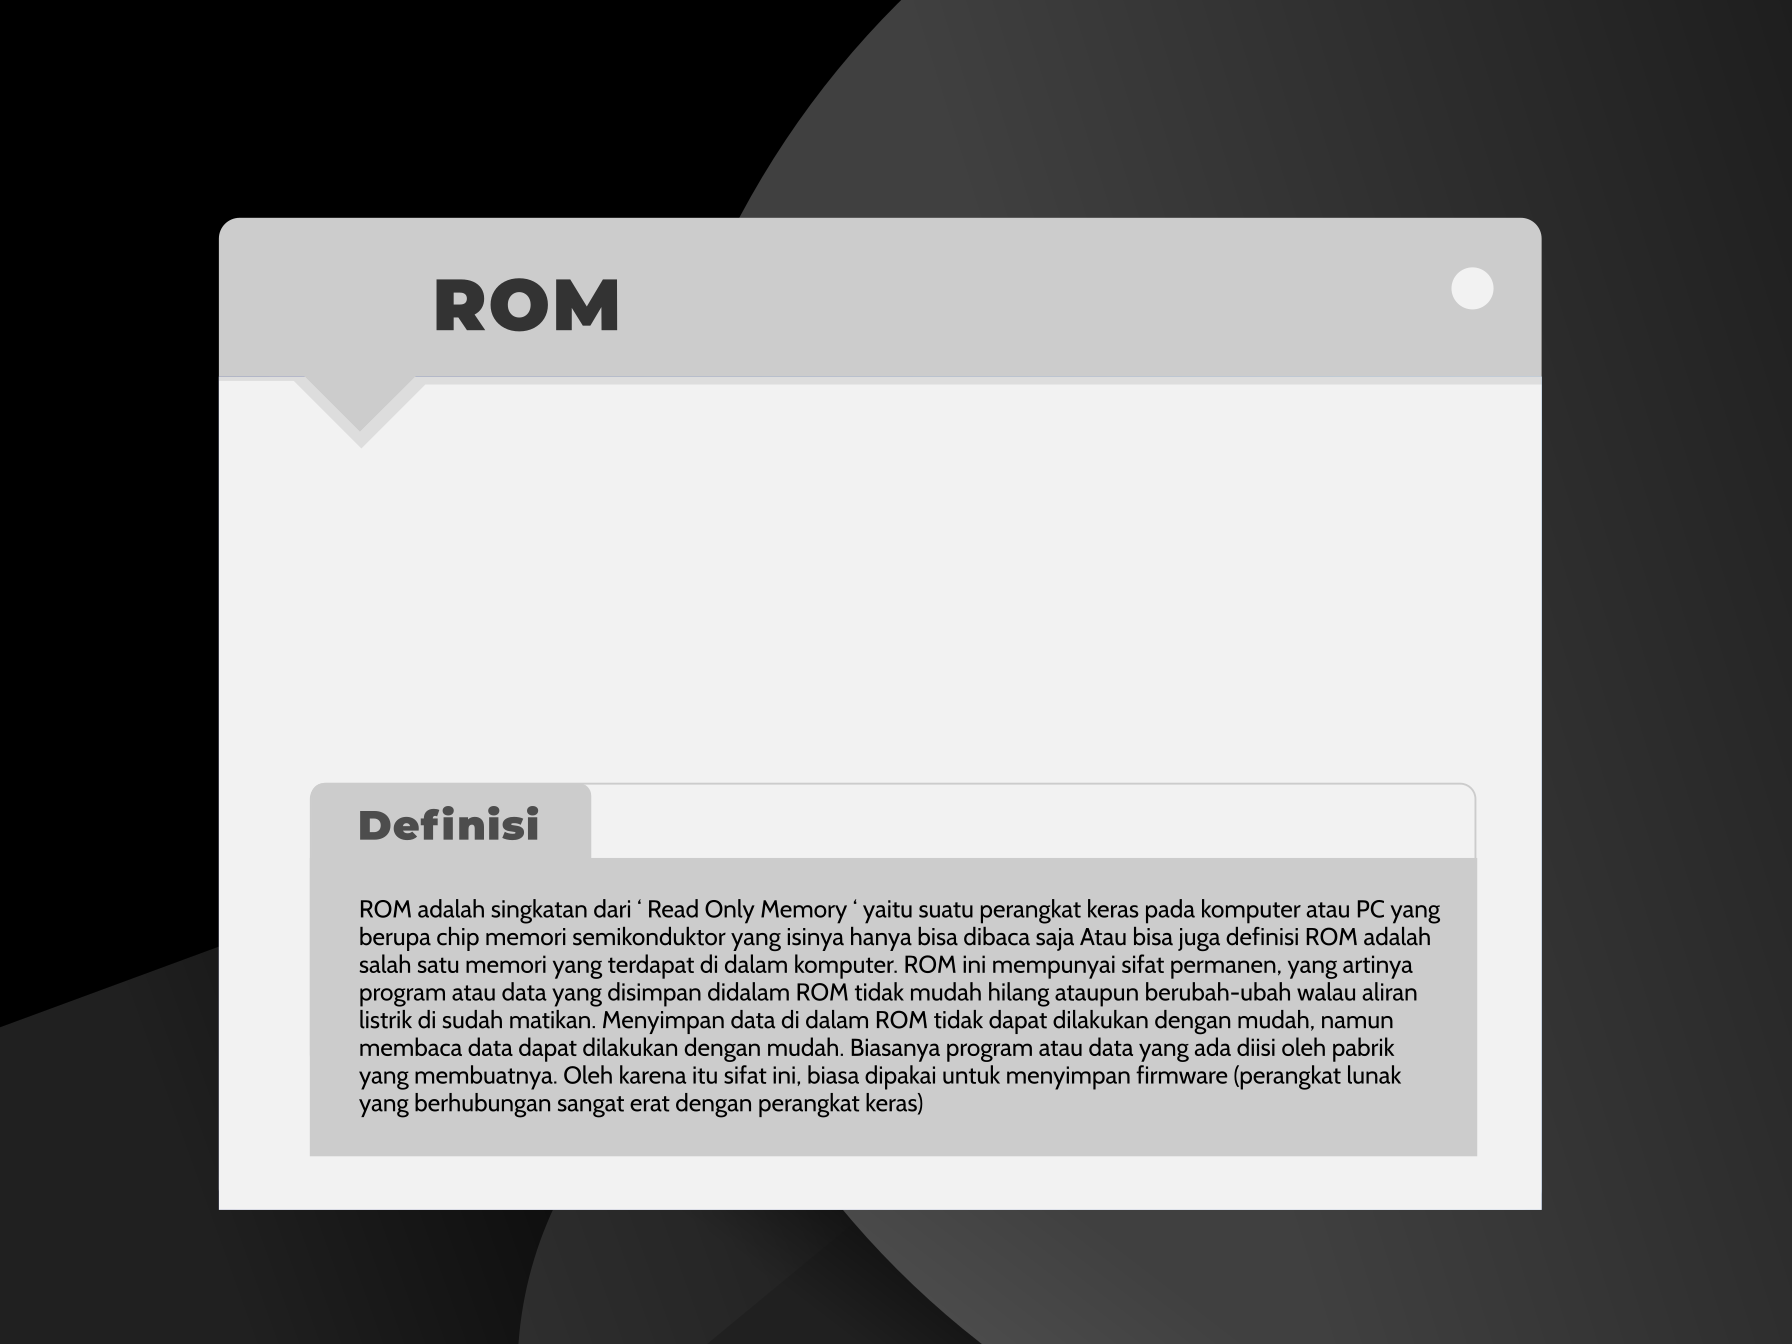 ROM
Definisi
ROM adalah singkatan dari ‘ Read Only Memory ‘ yaitu suatu perangkat keras pada komputer atau PC yang
berupa chip memori semikonduktor yang isinya hanya bisa dibaca saja Atau bisa juga definisi ROM adalah
salah satu memori yang terdapat di dalam komputer. ROM ini mempunyai sifat permanen, yang artinya
program atau data yang disimpan didalam ROM tidak mudah hilang ataupun berubah-ubah walau aliran
listrik di sudah matikan. Menyimpan data di dalam ROM tidak dapat dilakukan dengan mudah, namun
membaca data dapat dilakukan dengan mudah. Biasanya program atau data yang ada diisi oleh pabrik
yang membuatnya. Oleh karena itu sifat ini, biasa dipakai untuk menyimpan firmware (perangkat lunak
yang berhubungan sangat erat dengan perangkat keras)